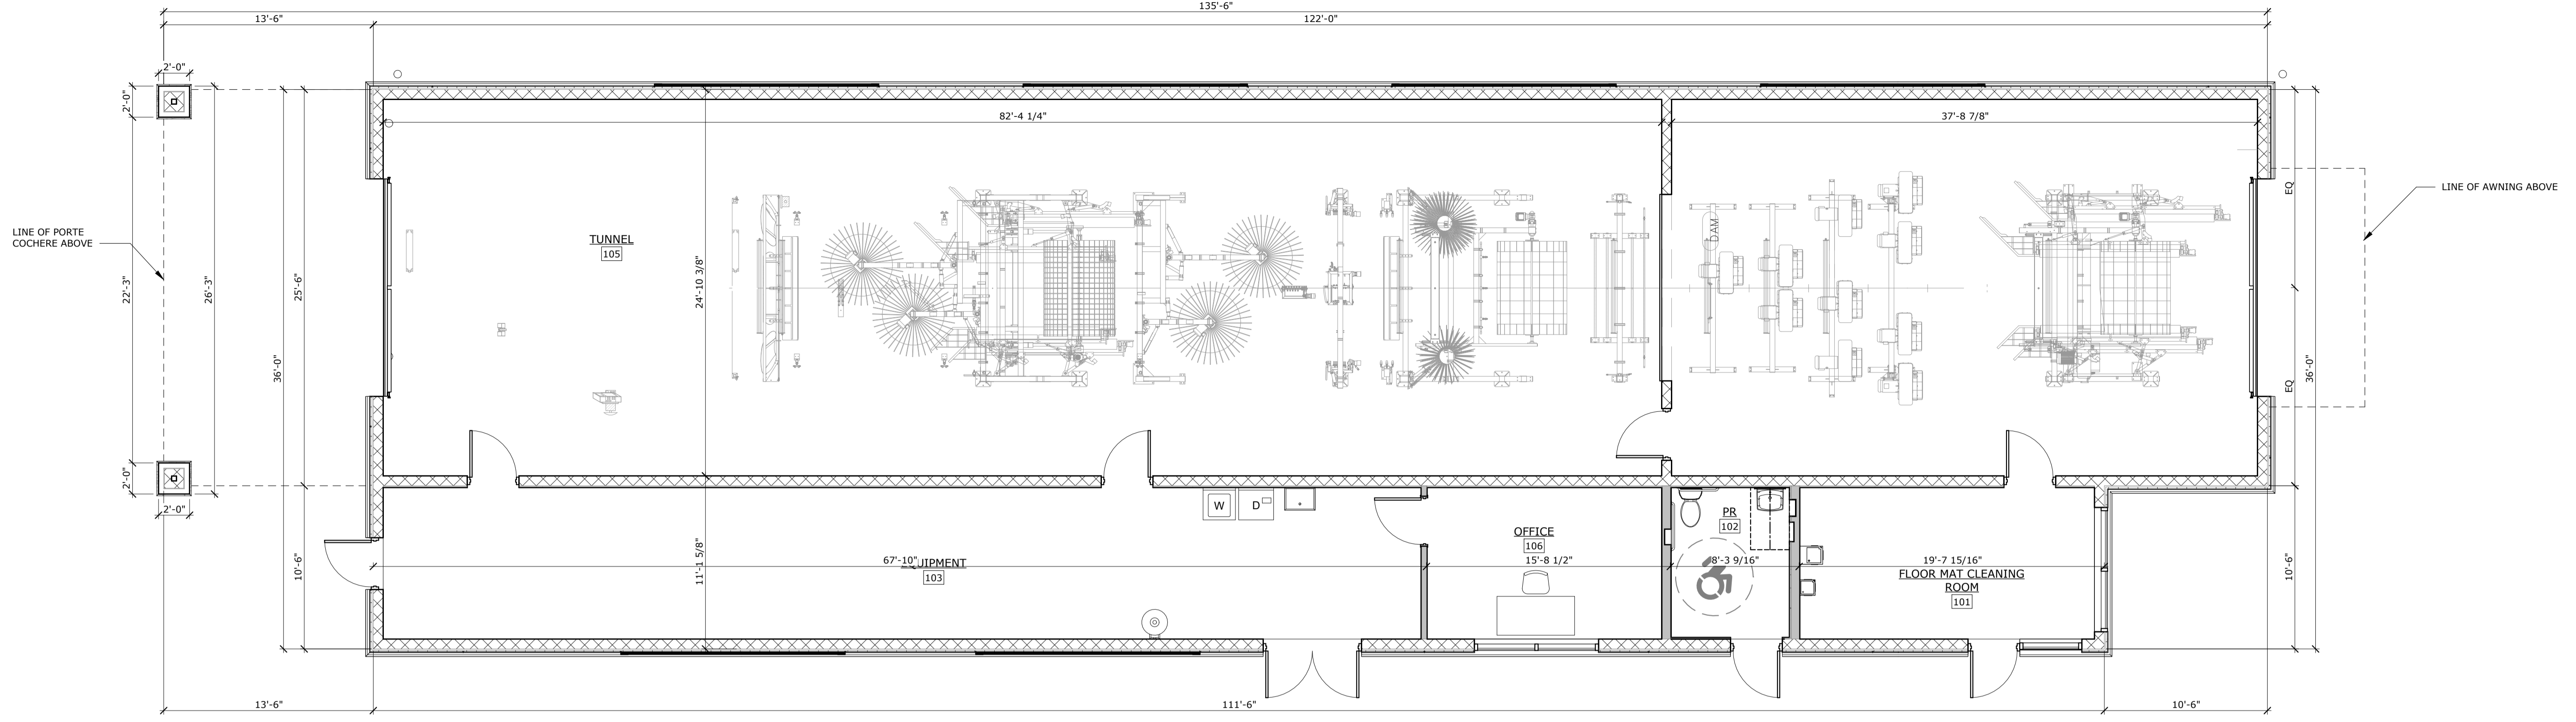 135'-6"
13'-6"
122'-0"
2'-0"
2'-0"
82'-4 1/4"
37'-8 7/8"
EQ
LINE OF AWNING ABOVE
DAM
LINE OF PORTE
COCHERE ABOVE
TUNNEL
105
22'-3"
26'-3"
25'-6"
24'-10 3/8"
36'-0"
36'-0"
EQ
2'-0"
2'-0"
W
D
OFFICE
106
15'-8 1/2"
PR
102
8'-3 9/16"
19'-7 15/16"
FLOOR MAT CLEANING
ROOM
101
10'-6"
11'-1 5/8"
67'-10"
UIPMENT
103
10'-6"
13'-6"
111'-6"
10'-6"